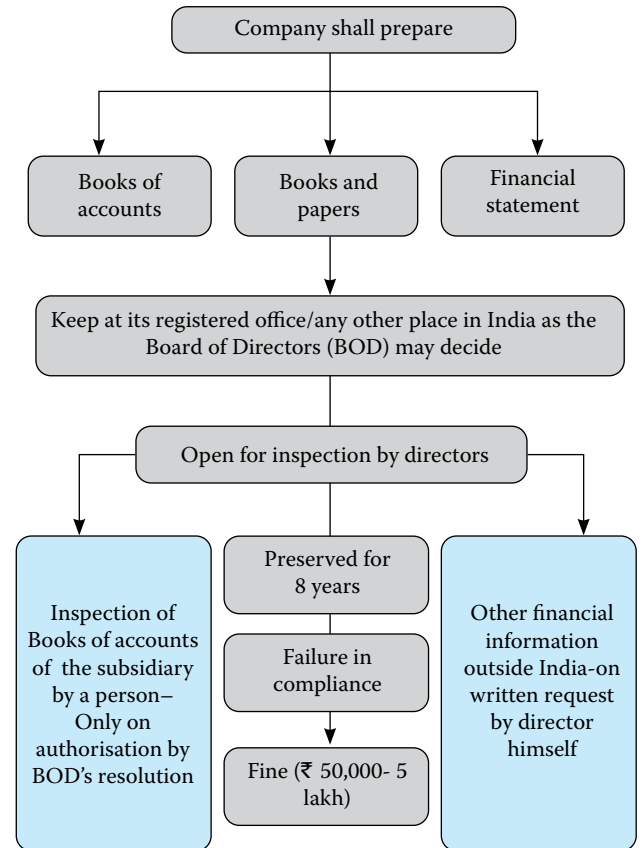 Company shall prepare
Books of
accounts
Books and
papers
Financial
statement
Keep at its registered office/any other place in India as the
Board of Directors (BOD) may decide
Open for inspection by directors
Inspection of
Books of accounts
of the subsidiary
by a person–
Only on
authorisation by
BOD's resolution
Preserved for
8 years
Failure in
compliance
Fine (₹ 50,000- 5
lakh)
Other financial
information
outside India-on
written request
by director
himself